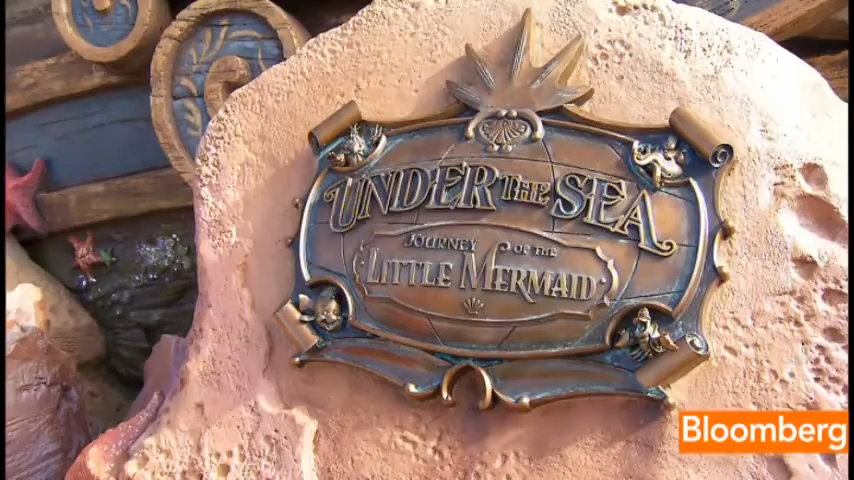 UNDER THE SEA
JOURNEY OF THE
LITTLE MERMAID
Bloomberg